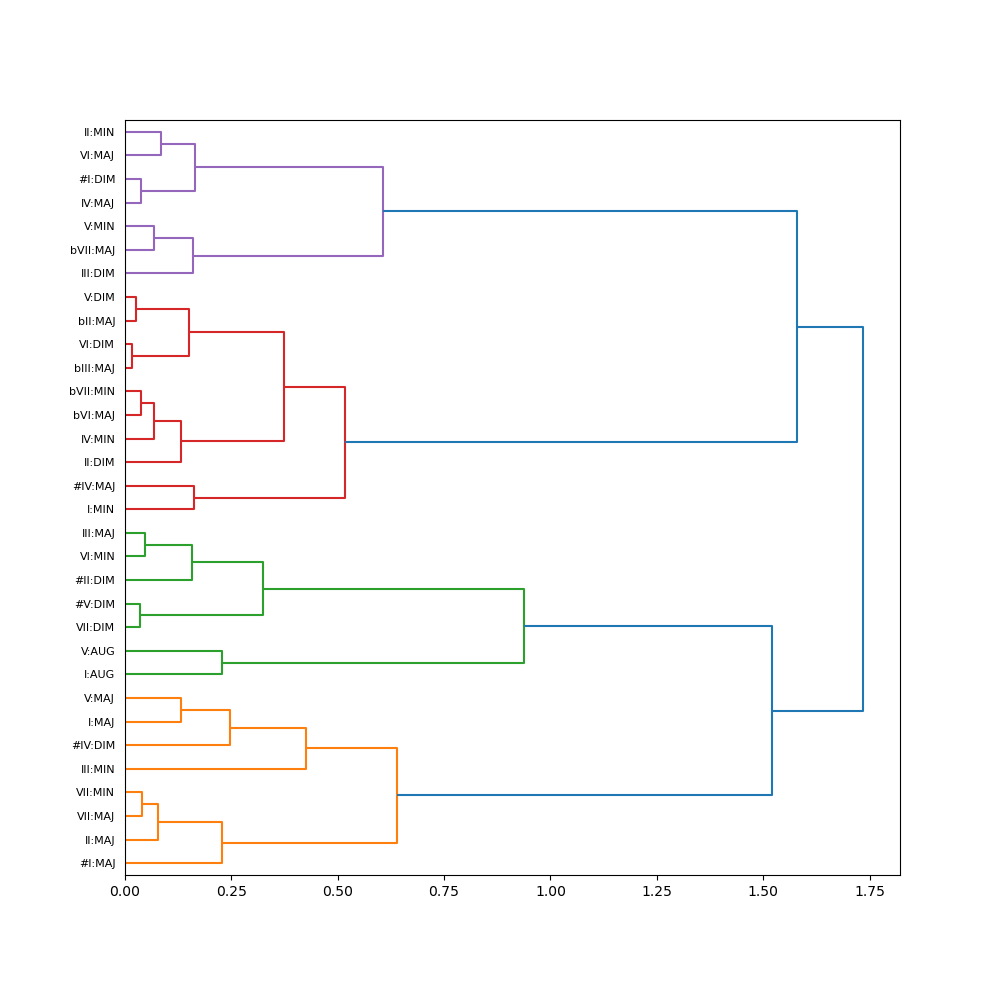 II:MIN
VI:MAJ
#I:DIM
IV:MAJ
V:MIN
bVII:MAJ
III:DIM
V:DIM
bII:MAJ
VI:DIM
bIII:MAJ
bVII:MIN
bVI:MAJ
IV:MIN
II:DIM
#IV:MAJ
I:MIN
III:MAJ
VI:MIN
#II:DIM
#V:DIM
VII:DIM
V:AUG
I:AUG
V:MAJ
I:MAJ
#IV:DIM
III:MIN
VII:MIN
VII:MAJ
II:MAJ
#I:MAJ
0.00 0.25 0.50 0.75 1.00 1.25 1.50 1.75